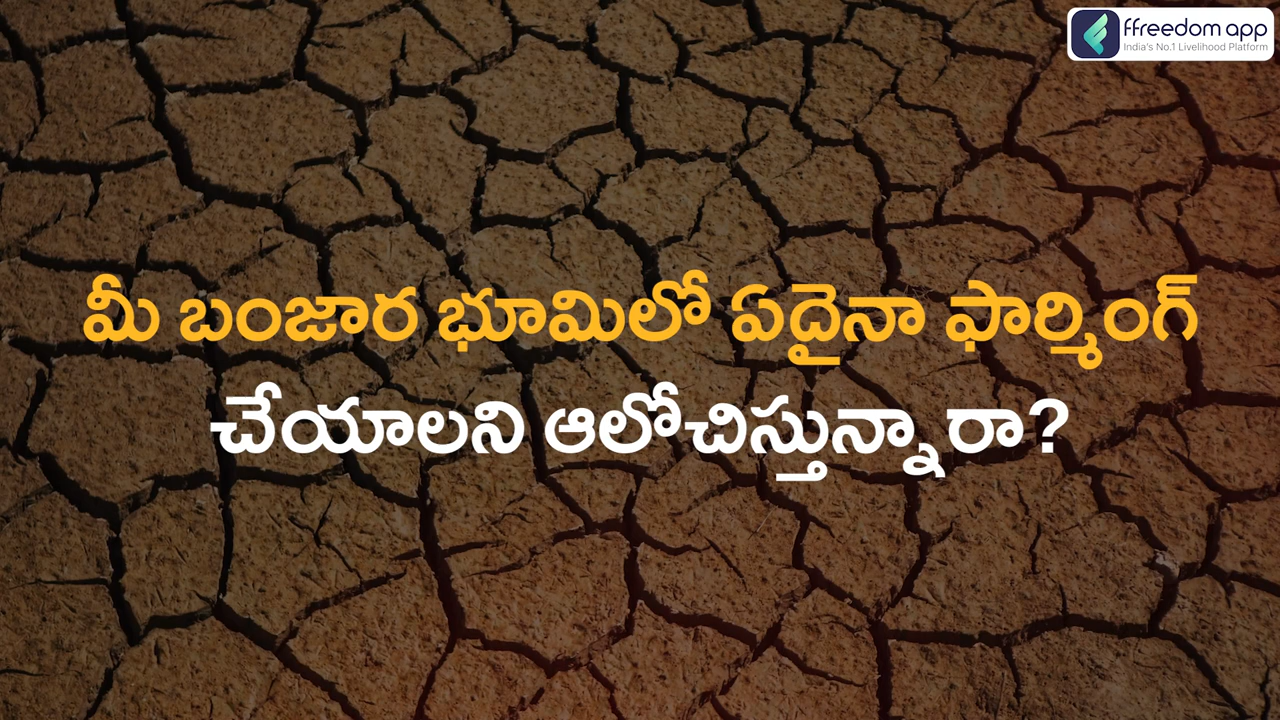 ffreedom app
India's No.1 Livelihood Platform
మీ బంజార భూమిలో ఏదైనా ఫార్మింగ్
చేయాలని ఆలోచిస్తున్నారా?